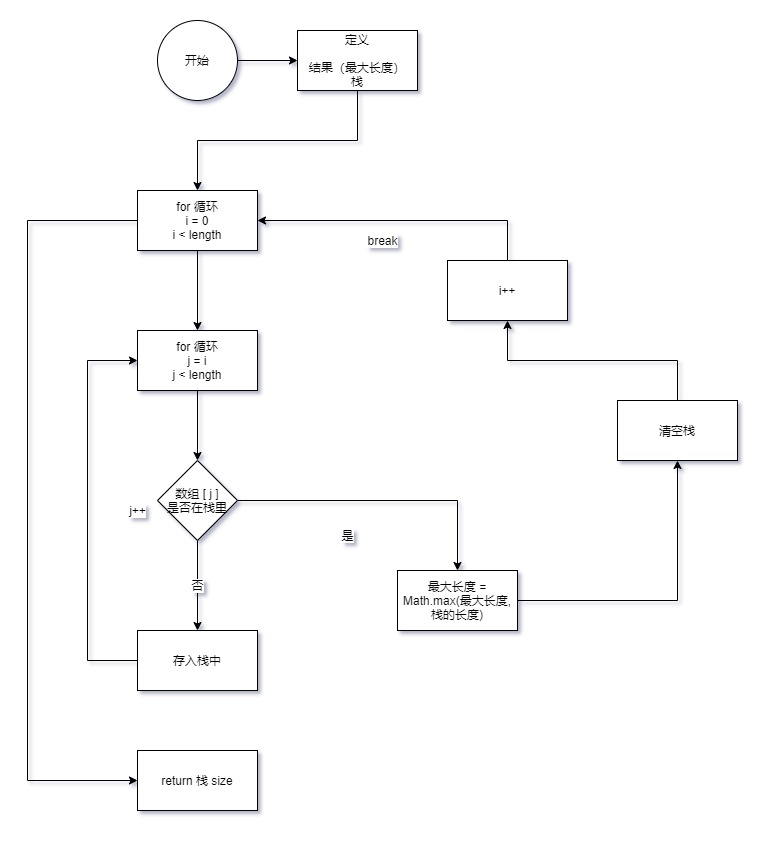 开始
定义
结果（最大长度）
栈
for 循环
i = 0
i < length
break
i++
for 循环
j = i
j < length
清空栈
数组 [ j ]
是否在栈里
j++
是
否
最大长度 =
Math.max(最大长度,
栈的长度)
存入栈中
return 栈 size